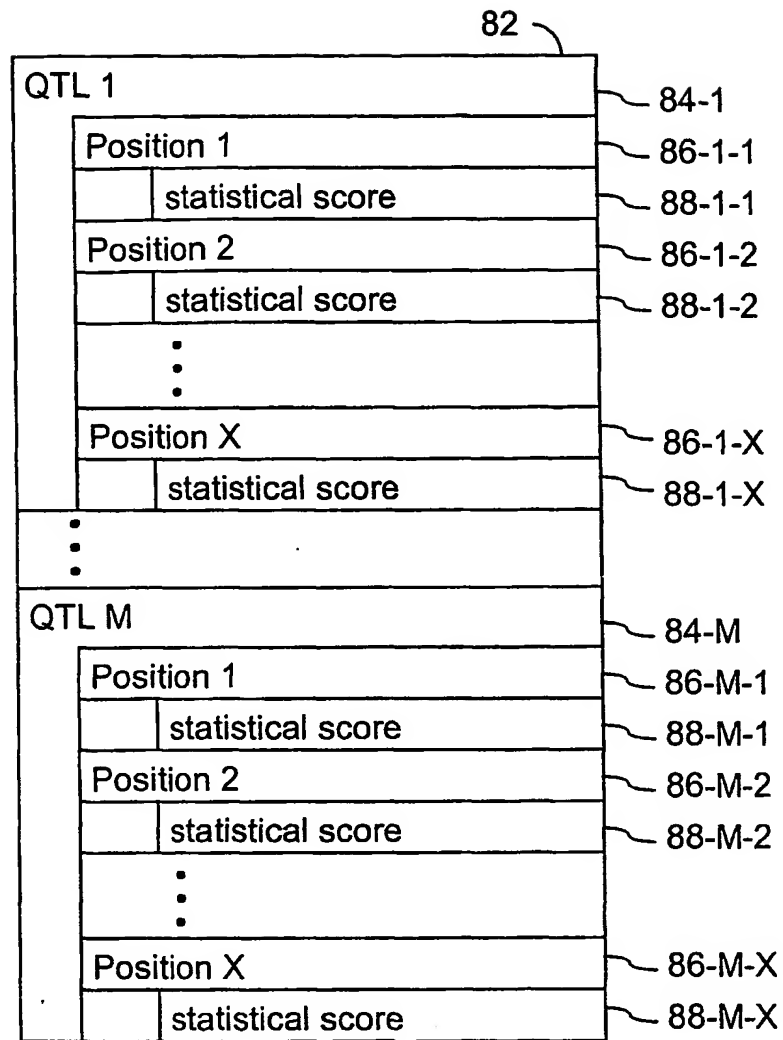 82
QTL 1 84-1
Position 1 86-1-1
statistical score 88-1-1
Position 2 86-1-2
statistical score 88-1-2
Position X 86-1-X
statistical score 88-1-X
QTL M 84-M
Position 1 86-M-1
statistical score 88-M-1
Position 2 86-M-2
statistical score 88-M-2
Position X 86-M-X
statistical score 88-M-X